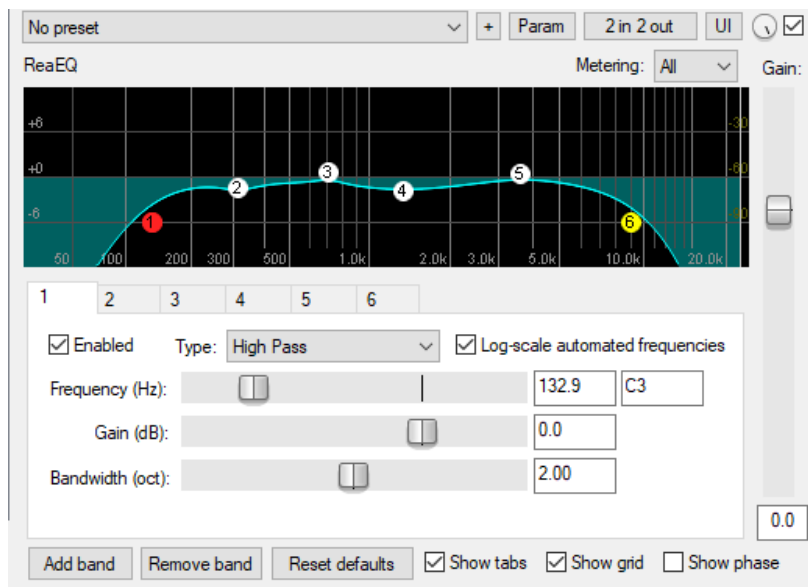 No preset + Param 2 in 2 out UI
ReaEQ Metering: All Gain:
+6 -30
+0 -60
-6 -90
1 2 3 4 5 6
50 100 200 300 500 1.0k 2.0k 3.0k 5.0k 10.0k 20.0k
1 2 3 4 5 6
Enabled Type: High Pass Log-scale automated frequencies
Frequency (Hz): 132.9 C3
Gain (dB): 0.0
Bandwidth (oct): 2.00
0.0
Add band Remove band Reset defaults Show tabs Show grid Show phase